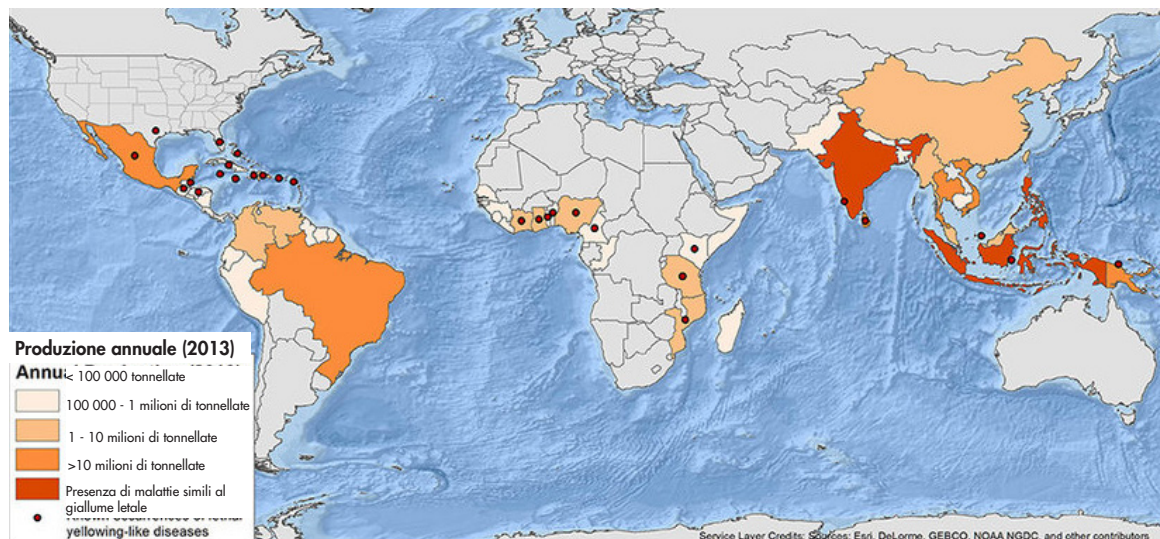 Produzione annuale (2013)
Annu
< 100 000 tonnellate
100 000 - 1 milioni di tonnellate
1 - 10 milioni di tonnellate
>10 milioni di tonnellate
Presenza di malattie simili al
giallume letale
yellowing-like diseases
Service Layer Credits: Sources: Esri, DeLorme, GEBCO, NOAA NGDC, and other contributors